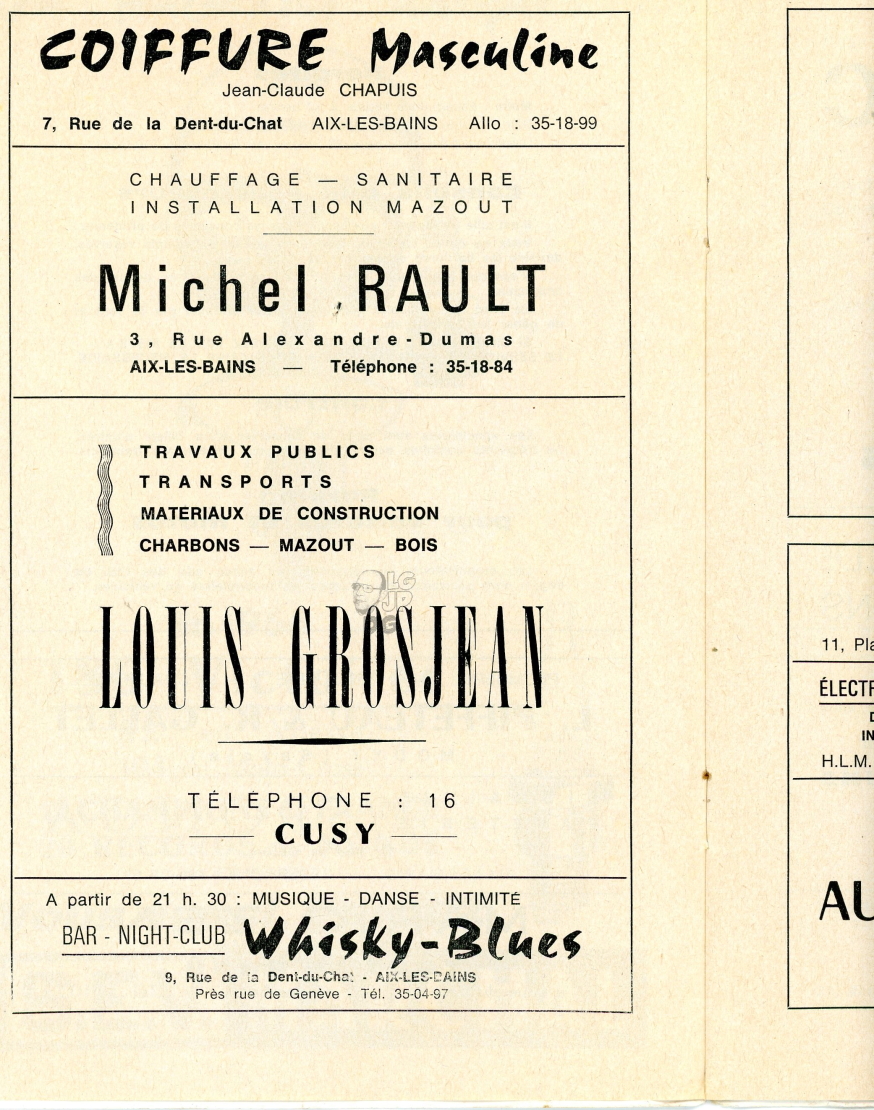 COIFFURE Masculine
Jean-Claude CHAPUIS
7, Rue de la Dent-du-Chat AIX-LES-BAINS Allo : 35-18-99
CHAUFFAGE — SANITAIRE
INSTALLATION MAZOUT
Michel RAULT
3, Rue Alexandre-Dumas
AIX-LES-BAINS — Téléphone : 35-18-84
TRAVAUX PUBLICS
TRANSPORTS
MATERIAUX DE CONSTRUCTION
CHARBONS — MAZOUT — BOIS
LG
JP
LOUIS GROSJEAN
TÉLÉPHONE : 16
CUSY
A partir de 21 h. 30 : MUSIQUE - DANSE - INTIMITÉ
BAR - NIGHT-CLUB Whisky-Blues
9, Rue de la Dent-du-Chat - AIX-LES-BAINS
Près rue de Genève - Tél. 35-04-97
11, Pla
ÉLECTR
IN
H.L.M.
AU